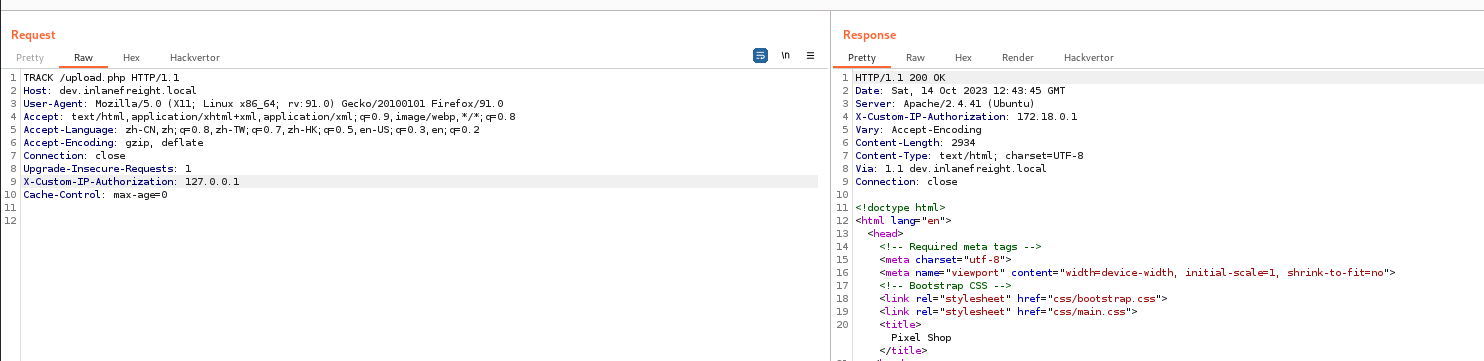 Request
Pretty Raw Hex Hackvertor
\n
1 TRACK /upload.php HTTP/1.1
2 Host: dev.inlanefreight.local
3 User-Agent: Mozilla/5.0 (X11; Linux x86_64; rv:91.0) Gecko/20100101 Firefox/91.0
4 Accept: text/html,application/xhtml+xml,application/xml;q=0.9,image/webp,*/*;q=0.8
5 Accept-Language: zh-CN,zh;q=0.8,zh-TW;q=0.7,zh-HK;q=0.5,en-US;q=0.3,en;q=0.2
6 Accept-Encoding: gzip, deflate
7 Connection: close
8 Upgrade-Insecure-Requests: 1
9 X-Custom-IP-Authorization: 127.0.0.1
10 Cache-Control: max-age=0
11
12
Response
Pretty Raw Hex Render Hackvertor
1 HTTP/1.1 200 OK
2 Date: Sat, 14 Oct 2023 12:43:45 GMT
3 Server: Apache/2.4.41 (Ubuntu)
4 X-Custom-IP-Authorization: 172.18.0.1
5 Vary: Accept-Encoding
6 Content-Length: 2934
7 Content-Type: text/html; charset=UTF-8
8 Via: 1.1 dev.inlanefreight.local
9 Connection: close
10
11 <!doctype html>
12 <html lang="en">
13 <head>
14 <!-- Required meta tags -->
15 <meta charset="utf-8">
16 <meta name="viewport" content="width=device-width, initial-scale=1, shrink-to-fit=no">
17 <!-- Bootstrap CSS -->
18 <link rel="stylesheet" href="css/bootstrap.css">
19 <link rel="stylesheet" href="css/main.css">
20 <title>
Pixel Shop
</title>